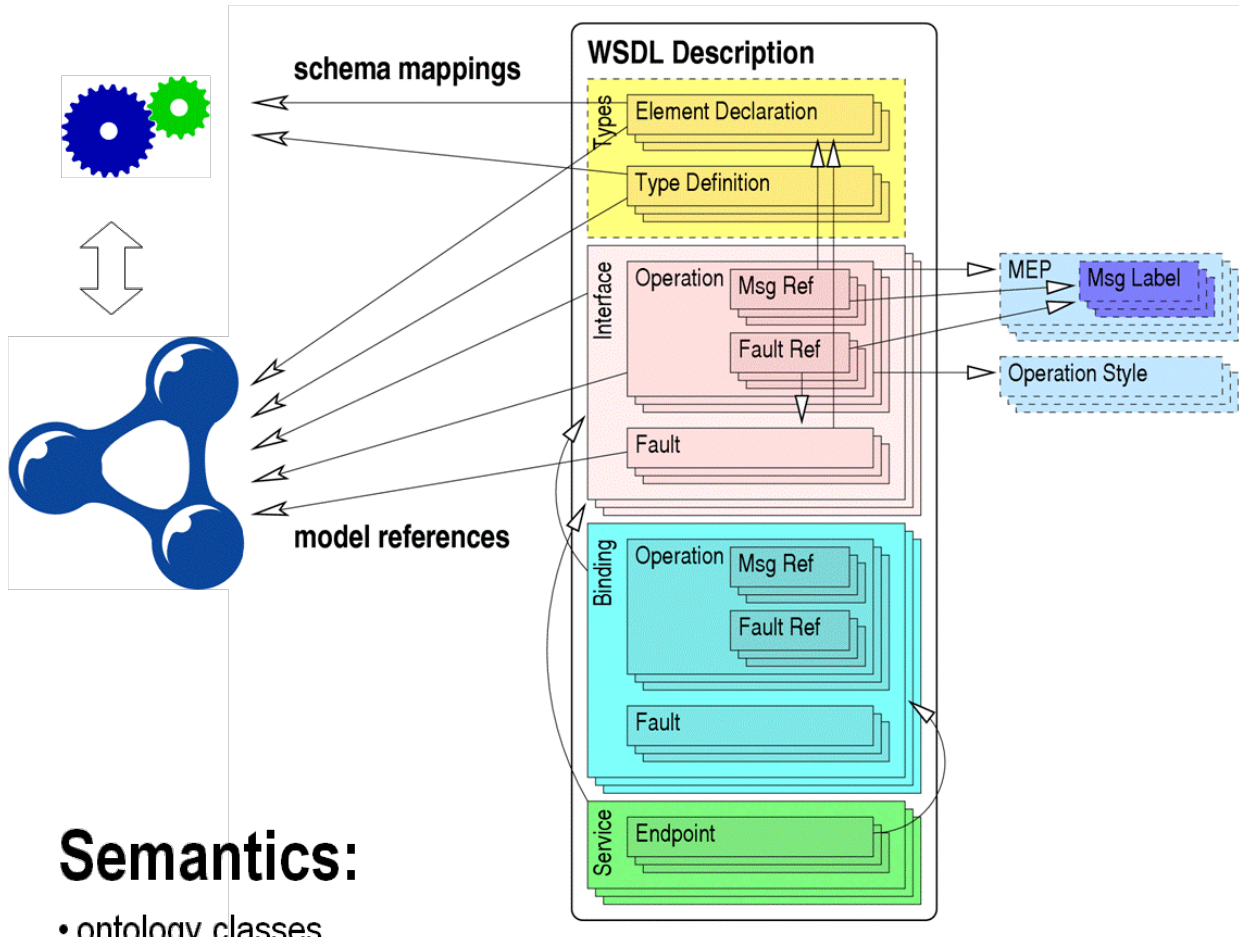 WSDL Description
schema mappings
Types
Element Declaration
Type Definition
Interface
Operation
Msg Ref
Fault Ref
Fault
MEP
Msg Label
Operation Style
model references
Binding
Operation
Msg Ref
Fault Ref
Fault
Service
Endpoint
Semantics:
• ontology classes